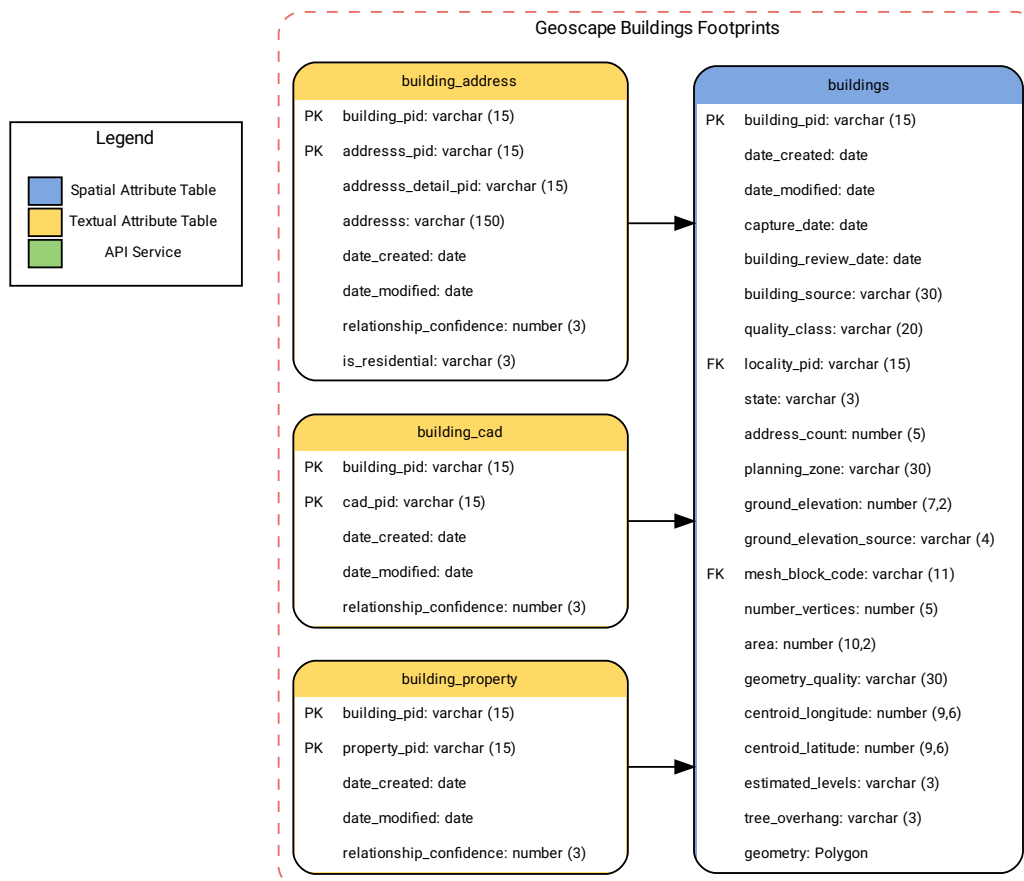 Geoscape Buildings Footprints
Legend
Spatial Attribute Table
Textual Attribute Table
API Service
building_address
PK building_pid: varchar (15)
PK addresss_pid: varchar (15)
addresss_detail_pid: varchar (15)
addresss: varchar (150)
date_created: date
date_modified: date
relationship_confidence: number (3)
is_residential: varchar (3)
building_cad
PK building_pid: varchar (15)
PK cad_pid: varchar (15)
date_created: date
date_modified: date
relationship_confidence: number (3)
building_property
PK building_pid: varchar (15)
PK property_pid: varchar (15)
date_created: date
date_modified: date
relationship_confidence: number (3)
buildings
PK building_pid: varchar (15)
date_created: date
date_modified: date
capture_date: date
building_review_date: date
building_source: varchar (30)
quality_class: varchar (20)
FK locality_pid: varchar (15)
state: varchar (3)
address_count: number (5)
planning_zone: varchar (30)
ground_elevation: number (7,2)
ground_elevation_source: varchar (4)
FK mesh_block_code: varchar (11)
number_vertices: number (5)
area: number (10,2)
geometry_quality: varchar (30)
centroid_longitude: number (9,6)
centroid_latitude: number (9,6)
estimated_levels: varchar (3)
tree_overhang: varchar (3)
geometry: Polygon